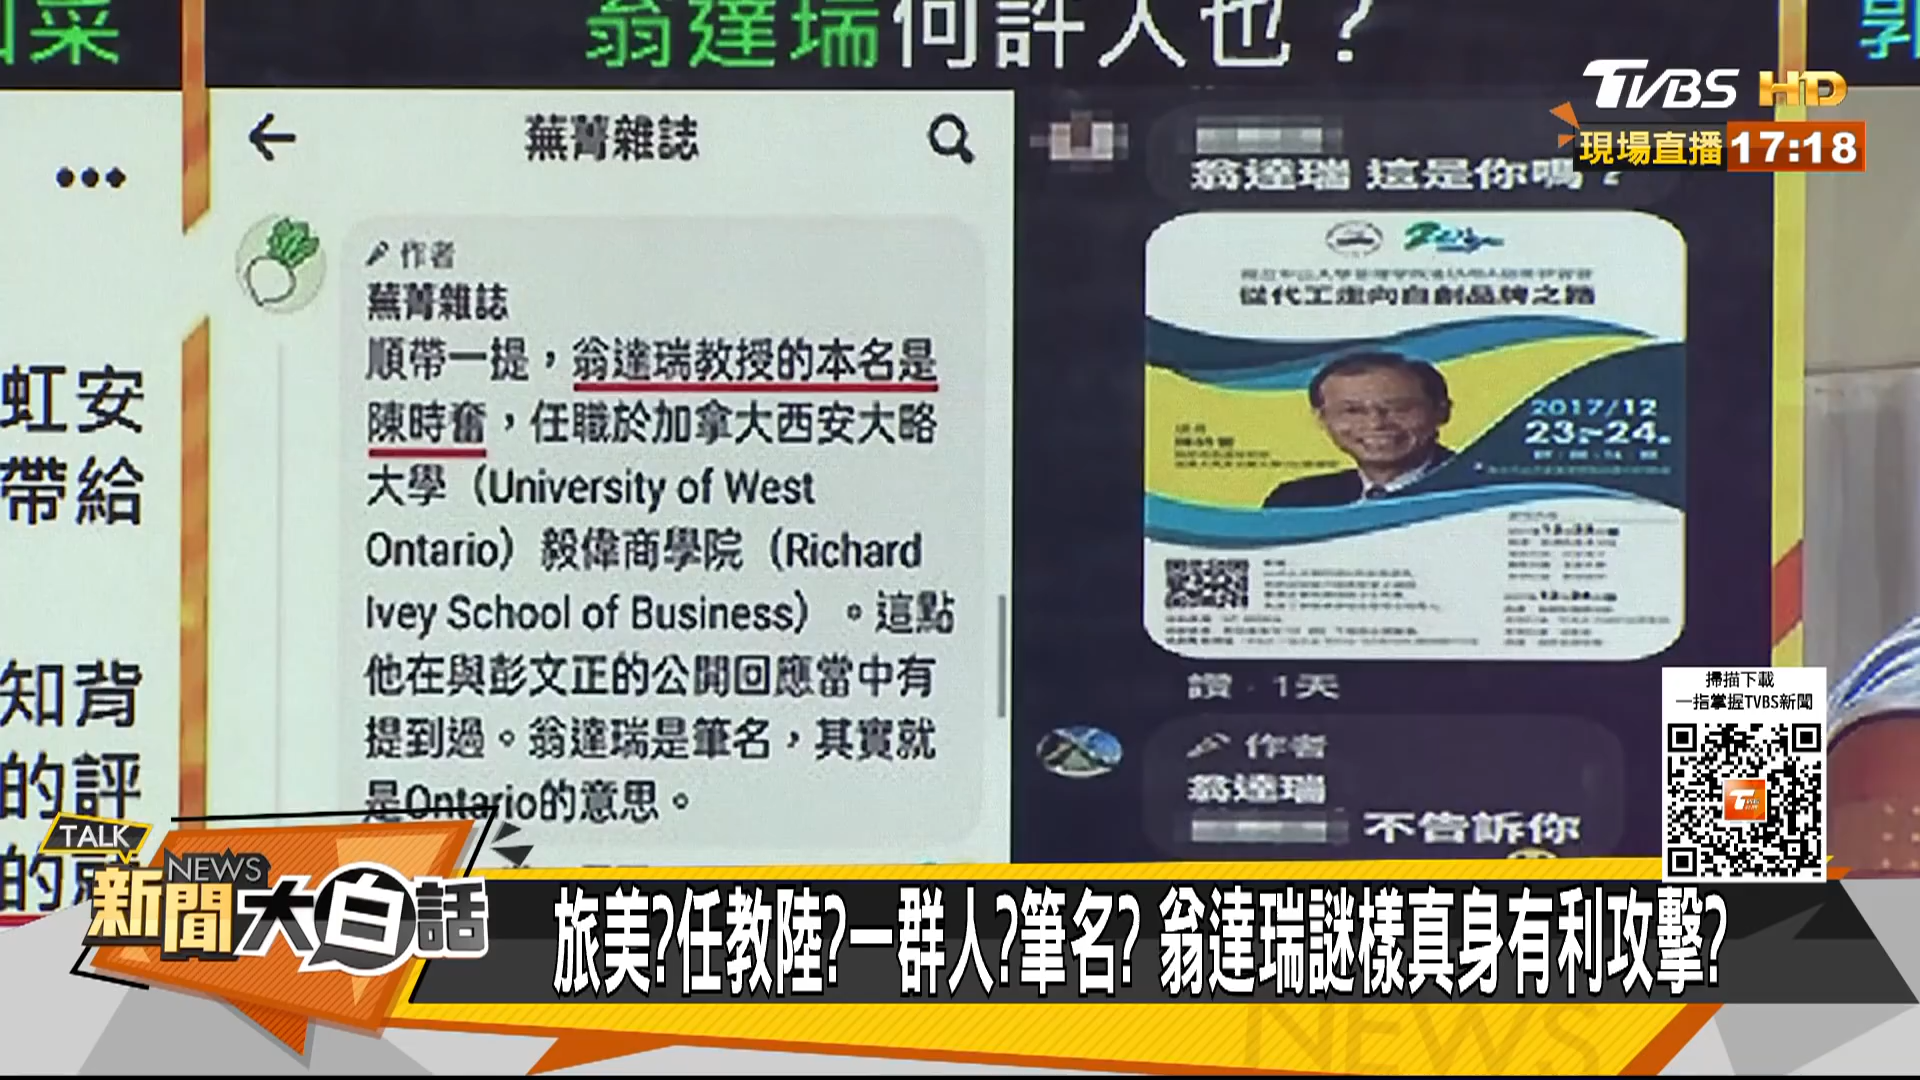 翁達瑞何許人也？
菜
郭
TVBS HD
現場直播 17:18
蕪菁雜誌
作者
蕪菁雜誌
順帶一提，翁達瑞教授的本名是
陳時奮，任職於加拿大西安大略
大學（University of West
Ontario）毅偉商學院（Richard
Ivey School of Business）。這點
他在與彭文正的公開回應當中有
提到過。翁達瑞是筆名，其實就
是Ontario的意思。
虹安
帶給
知背
的評
的
翁達瑞 這是你嗎？
從代工走向自創品牌之路
2017/12
23.~24.
讚 · 1天
作者
翁達瑞
不告訴你
掃描下載
一指掌握TVBS新聞
TALK
NEWS
新聞大白話
旅美?任教陸?一群人?筆名? 翁達瑞謎樣真身有利攻擊?
NEWS